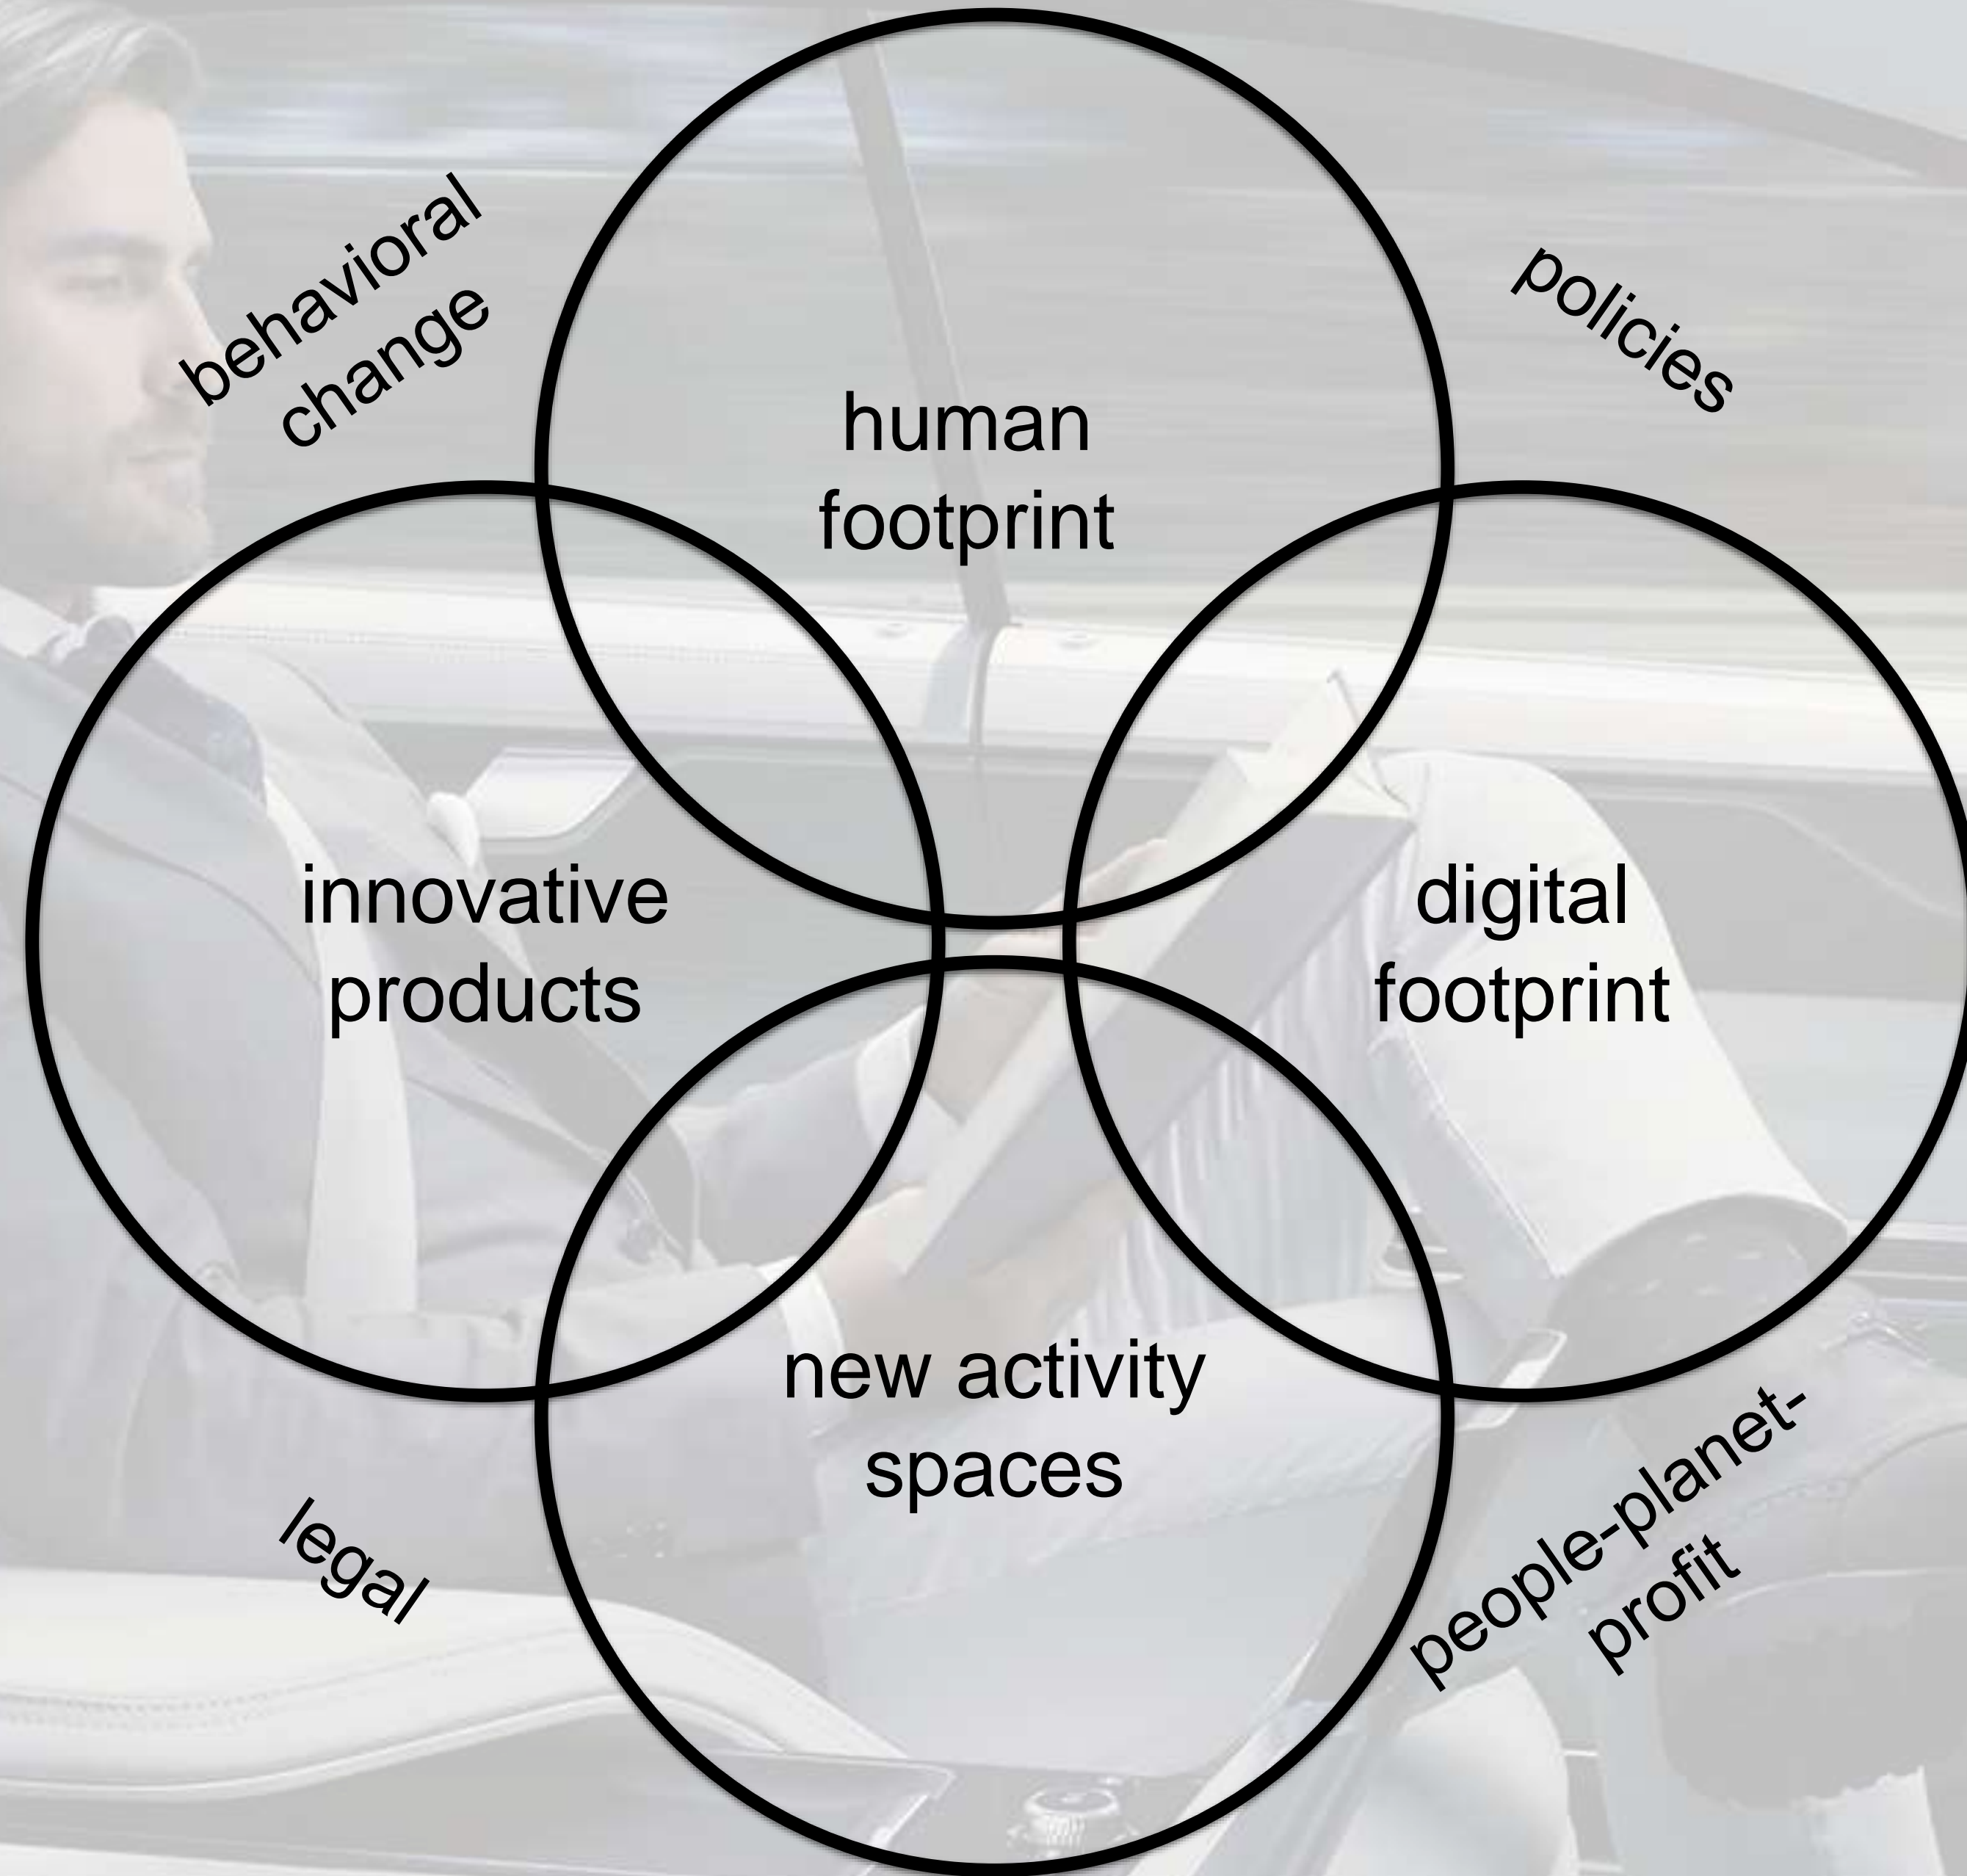 behavioral
change
policies
human
footprint
innovative
products
digital
footprint
new activity
spaces
legal
people-planet-
profit